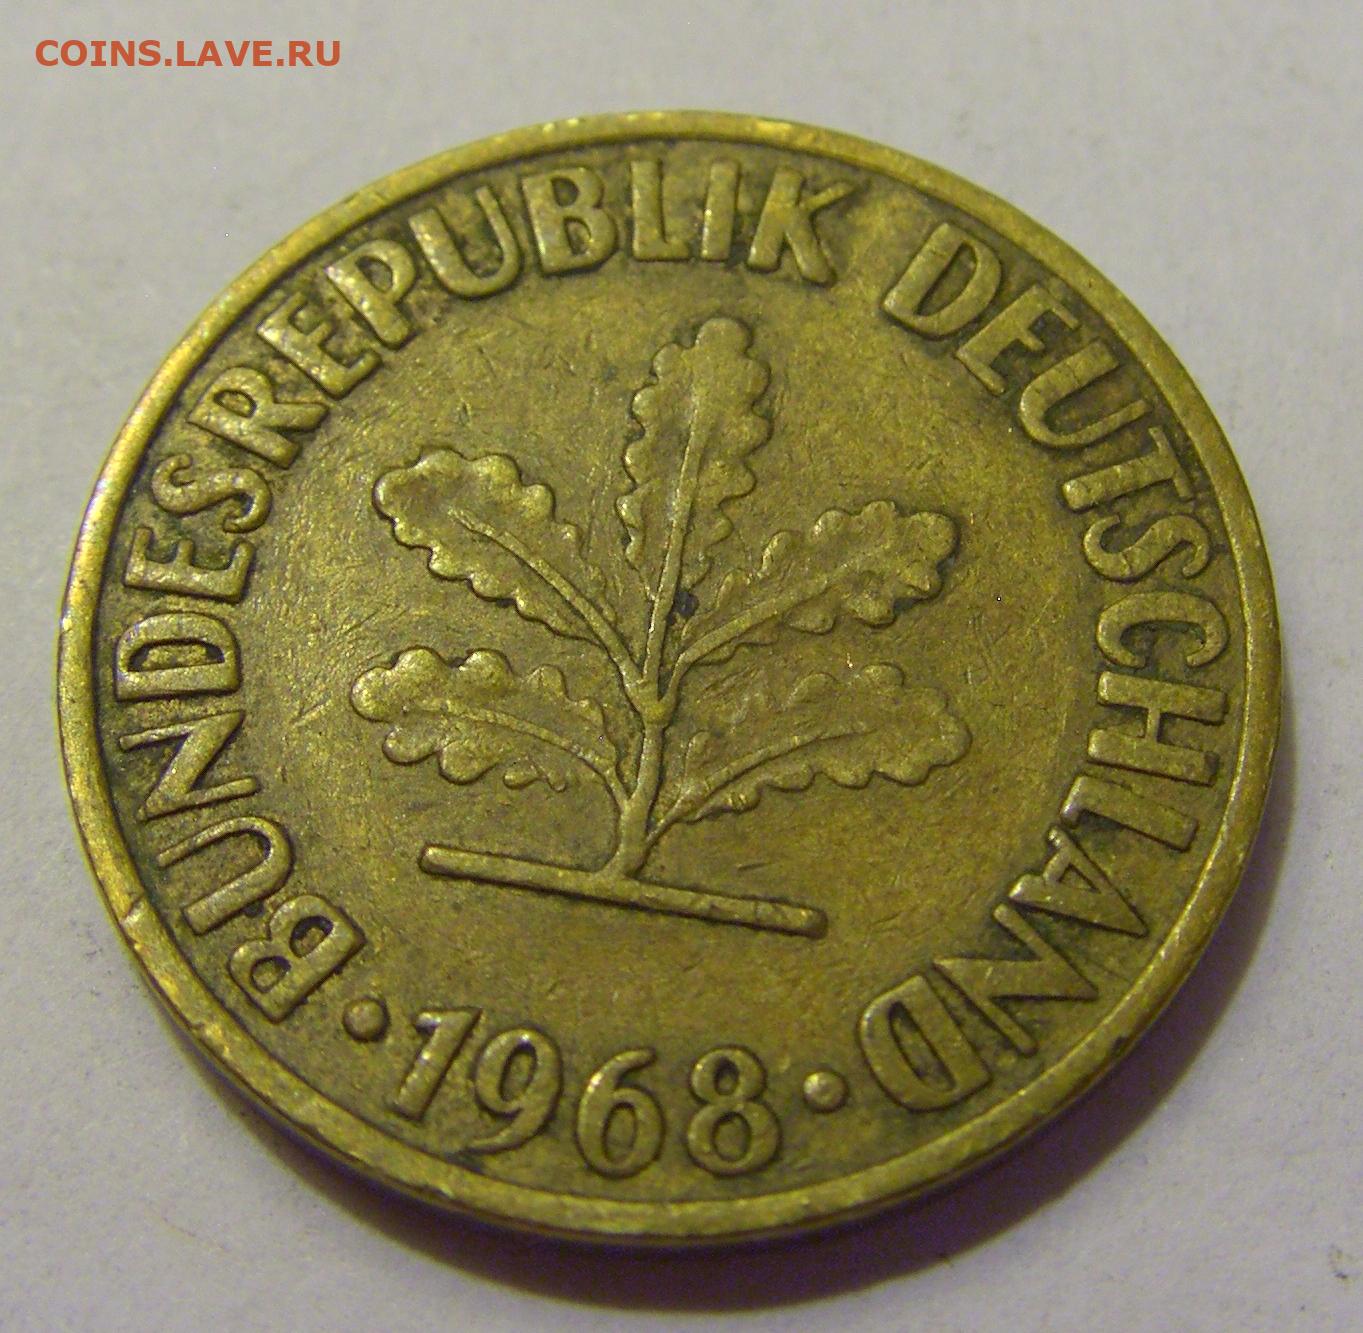 COINS.LAVE.RU
BUNDESREPUBLIK DEUTSCHLAND
· 1968 ·